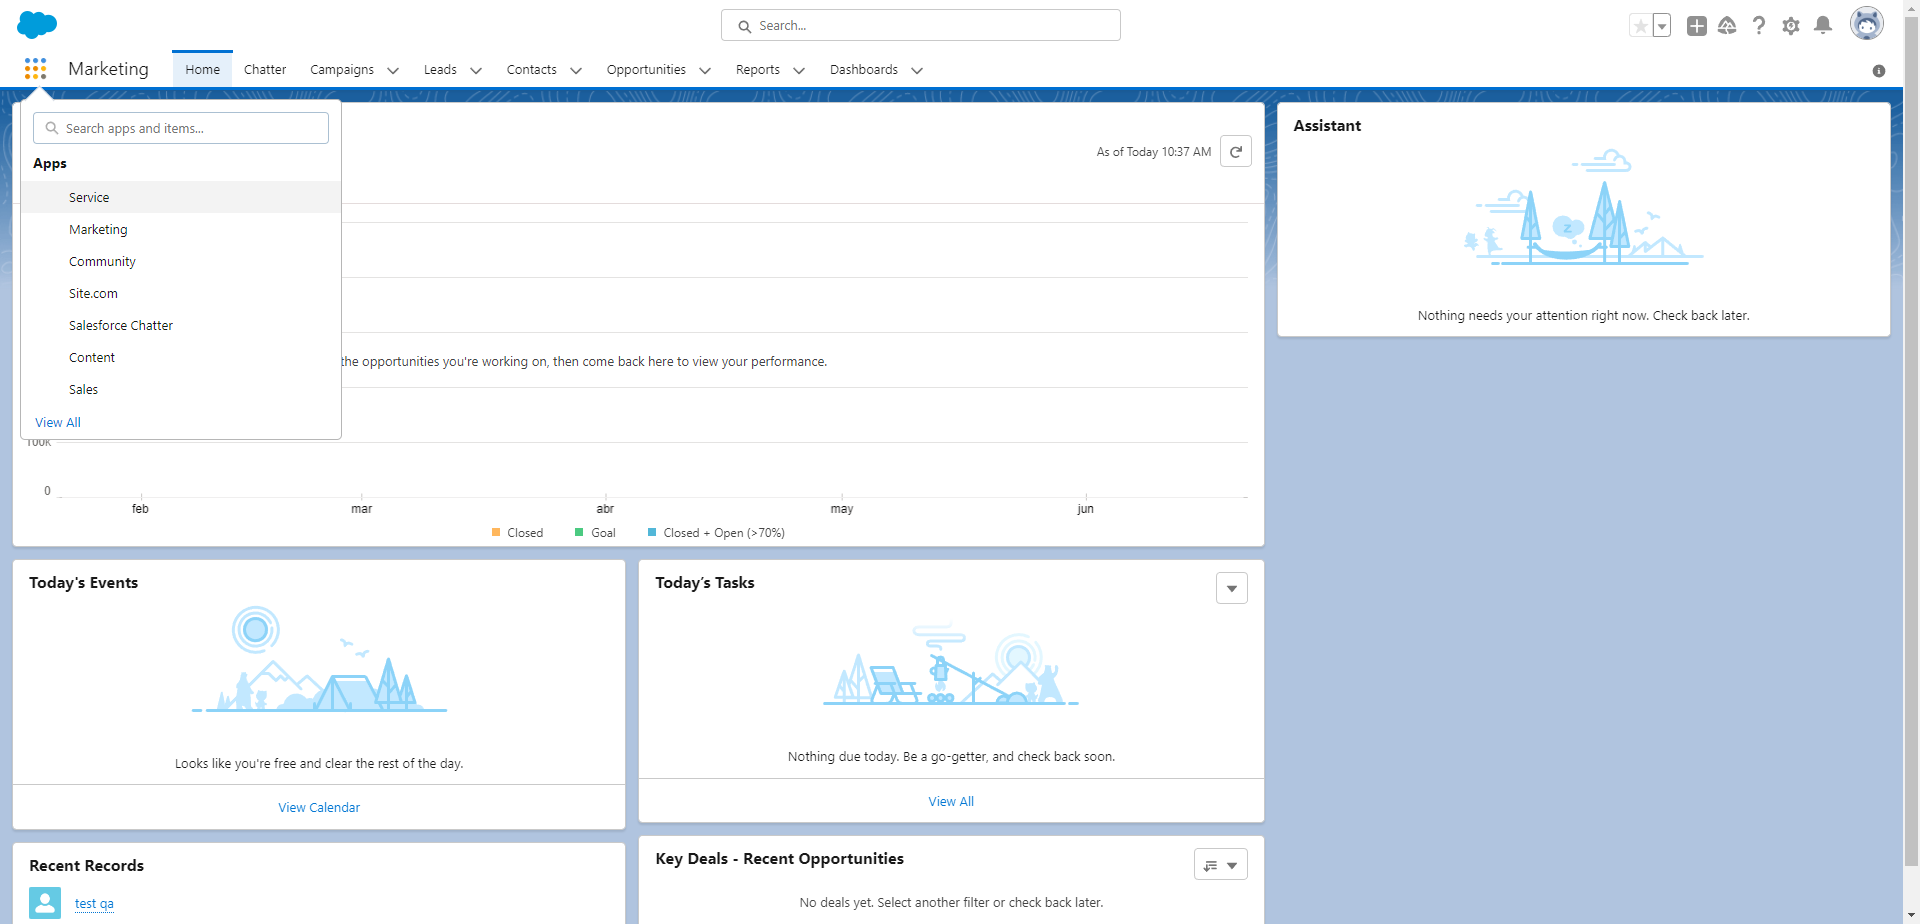 Search...
Marketing
Home
Chatter
Campaigns
Leads
Contacts
Opportunities
Reports
Dashboards
Search apps and items...
Apps
Service
Marketing
Community
Site.com
Salesforce Chatter
Content
Sales
View All
As of Today 10:37 AM
the opportunities you're working on, then come back here to view your performance.
100K
0
feb
mar
abr
may
jun
Closed
Goal
Closed + Open (>70%)
Assistant
z
Nothing needs your attention right now. Check back later.
Today's Events
Looks like you're free and clear the rest of the day.
View Calendar
Today’s Tasks
Nothing due today. Be a go-getter, and check back soon.
View All
Recent Records
test qa
Key Deals - Recent Opportunities
No deals yet. Select another filter or check back later.